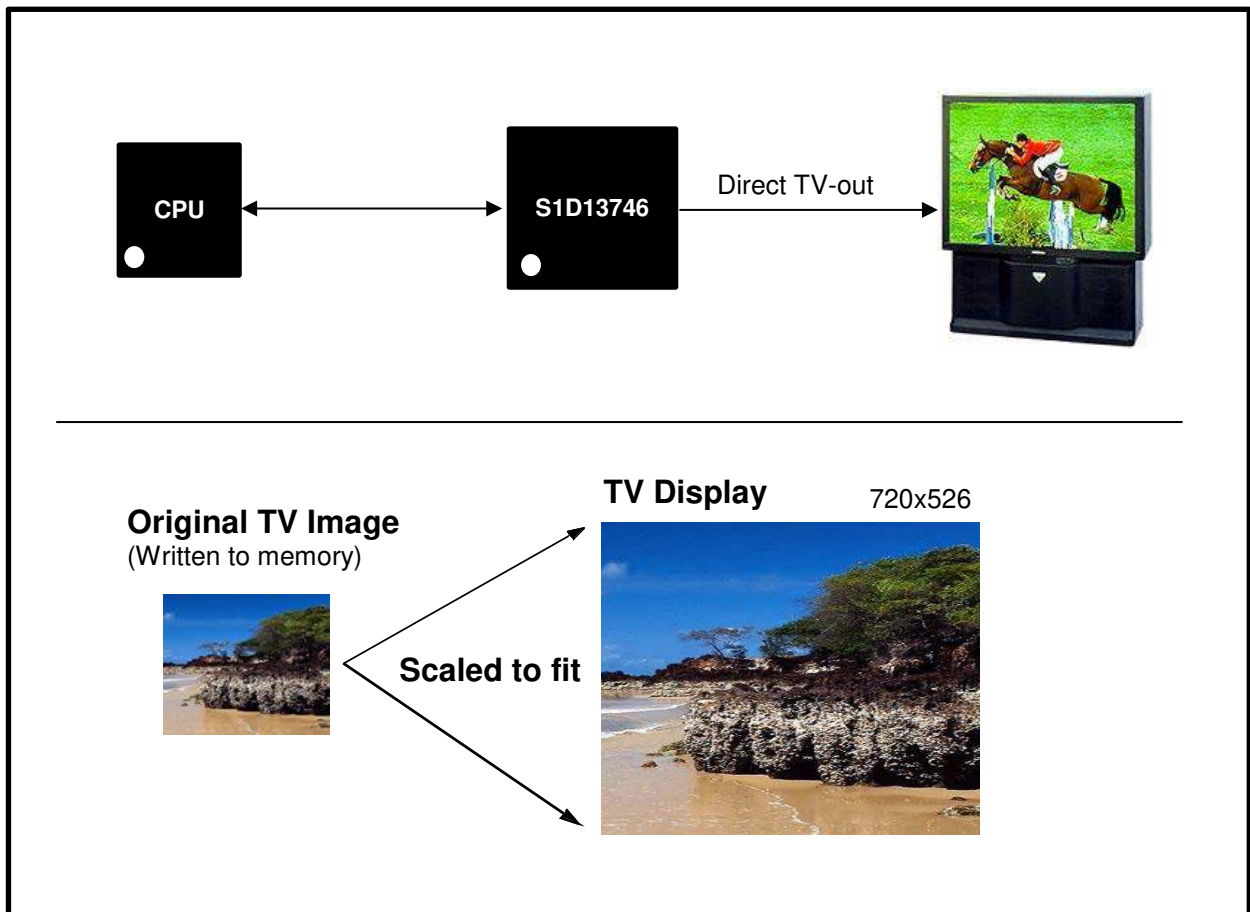 CPU
S1D13746
Direct TV-out
Original TV Image
(Written to memory)
Scaled to fit
TV Display
720x526